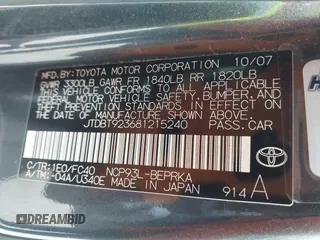 MFD. BY: TOYOTA MOTOR CORPORATION 10/07
GVWR 3300LB GAWR FR 1840LB RR 1820LB
THIS VEHICLE CONFORMS TO ALL APPLICABLE
FEDERAL MOTOR VEHICLE SAFETY, BUMPER, AND
THEFT PREVENTION STANDARDS IN EFFECT ON
THE DATE OF MANUFACTURE SHOWN ABOVE.
JTDBT923681215240
C/TR:1E0/FC40 NCP93L-BEPRKA
A/TM:-04A/U340E MADE IN JAPAN
TOYOTA
914 A
DREAMBID